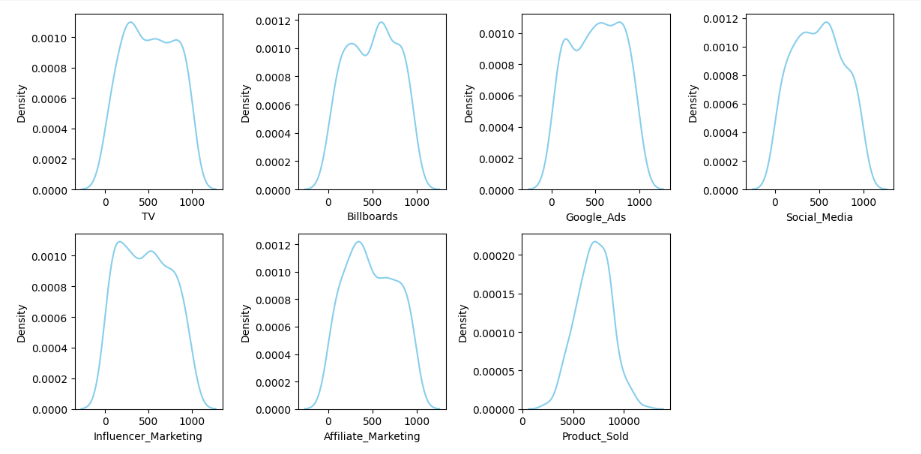 0.0010
0.0008
0.0006
0.0004
0.0002
0.0000
Density
0 500 1000
TV
0.0012
0.0010
0.0008
0.0006
0.0004
0.0002
0.0000
Density
0 500 1000
Billboards
0.0010
0.0008
0.0006
0.0004
0.0002
0.0000
Density
0 500 1000
Google_Ads
0.0012
0.0010
0.0008
0.0006
0.0004
0.0002
0.0000
Density
0 500 1000
Social_Media
0.0010
0.0008
0.0006
0.0004
0.0002
0.0000
Density
0 500 1000
Influencer_Marketing
0.0012
0.0010
0.0008
0.0006
0.0004
0.0002
0.0000
Density
0 500 1000
Affiliate_Marketing
0.00020
0.00015
0.00010
0.00005
0.00000
Density
0 5000 10000
Product_Sold